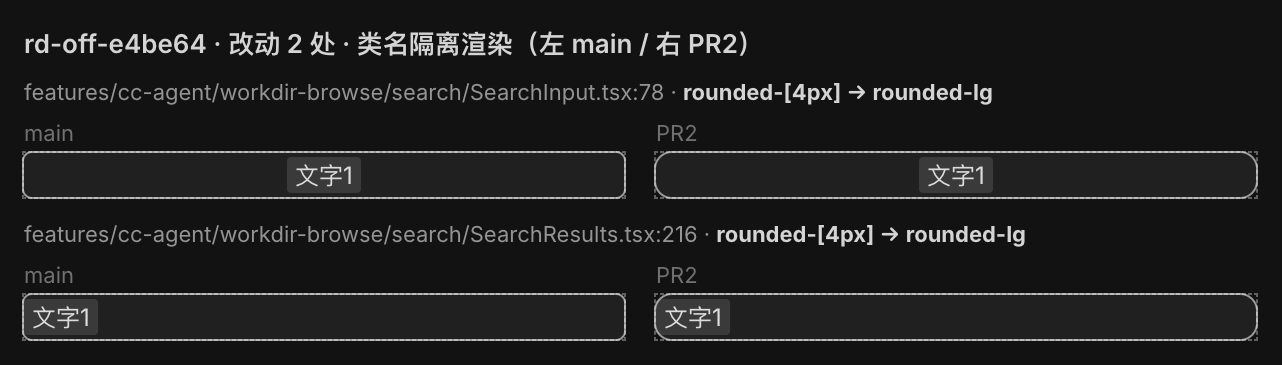 rd-off-e4be64 · 改动 2 处 · 类名隔离渲染（左 main / 右 PR2）
features/cc-agent/workdir-browse/search/SearchInput.tsx:78 · rounded-[4px] → rounded-lg
main PR2
文字1 文字1
features/cc-agent/workdir-browse/search/SearchResults.tsx:216 · rounded-[4px] → rounded-lg
main PR2
文字1 文字1